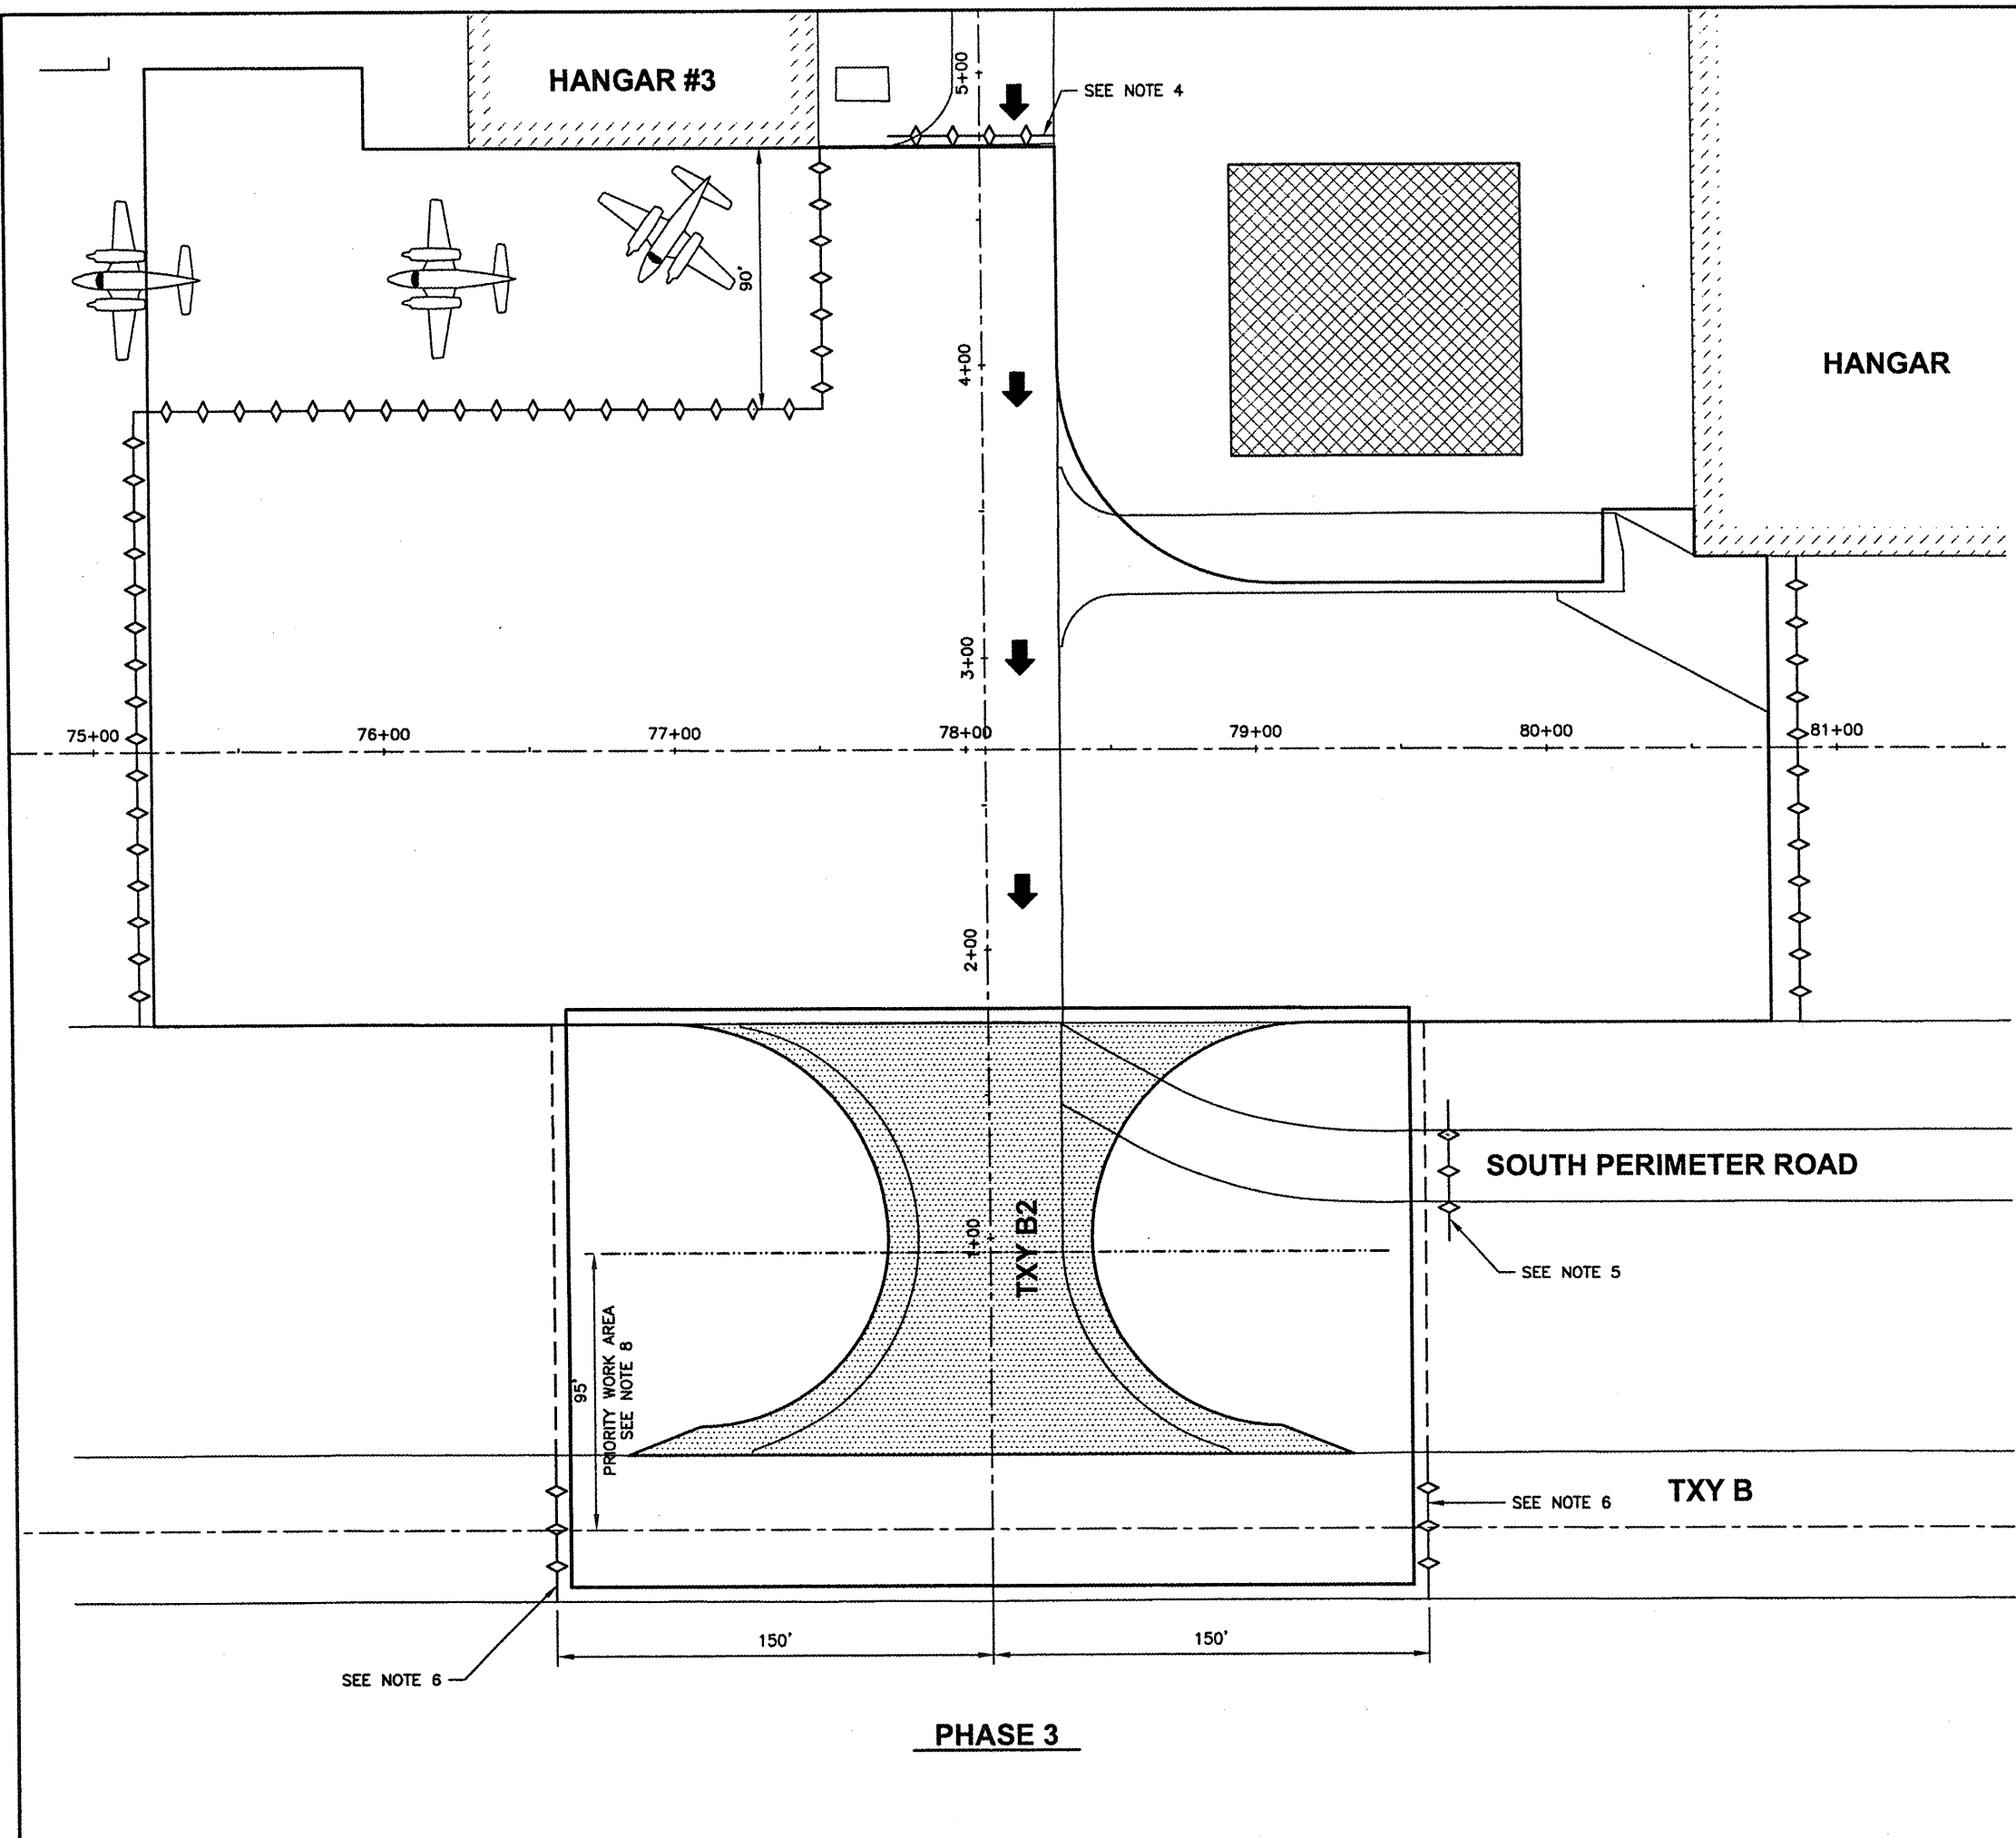 HANGAR #3
5+00
SEE NOTE 4
90'
4+00
HANGAR
3+00
75+00
76+00
77+00
78+00
79+00
80+00
81+00
2+00
SOUTH PERIMETER ROAD
1+00
TXY B2
SEE NOTE 5
95'
PRIORITY WORK AREA
SEE NOTE 8
TXY B
SEE NOTE 6
150'
150'
SEE NOTE 6
PHASE 3